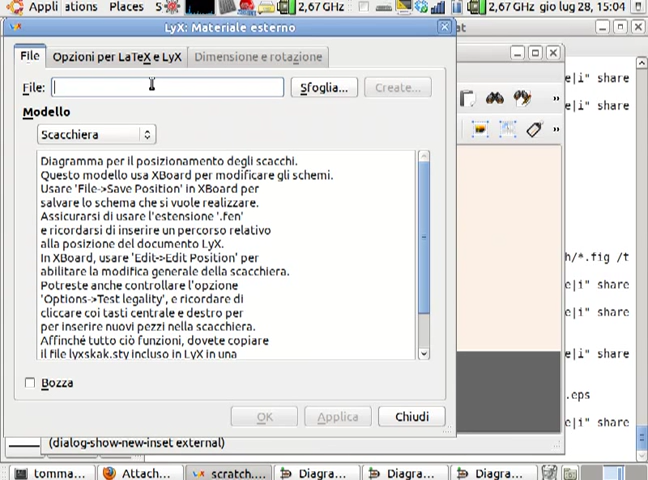 Appli ations Places 5 2,67 GHz 2,67 GHz gio lug 28, 15:04
LyX: Materiale esterno
at
File Opzioni per LaTeX e LyX Dimensione e rotazione
File: Sfoglia... Create...
Modello
Scacchiera
Diagramma per il posizionamento degli scacchi.
Questo modello usa XBoard per modificare gli schemi.
Usare 'File->Save Position' in XBoard per
salvare lo schema che si vuole realizzare.
Assicurarsi di usare l'estensione '.fen'
e ricordarsi di inserire un percorso relativo
alla posizione del documento LyX.
In XBoard, usare 'Edit->Edit Position' per
abilitare la modifica generale della scacchiera.
Potreste anche controllare l'opzione
'Options->Test legality', e ricordare di
cliccare coi tasti centrale e destro per
per inserire nuovi pezzi nella scacchiera.
Affinché tutto ciò funzioni, dovete copiare
il file lyxskak.sty incluso in LyX in una
Bozza
OK Applica Chiudi
(dialog-show-new-inset external)
e|i" share
e|i" share
h/*.fig /t
e|i" share
e|i" share
e|i" share
.eps
e|i" share
tomma... Attach... scratch.... Diagra... Diagra... Diagra...